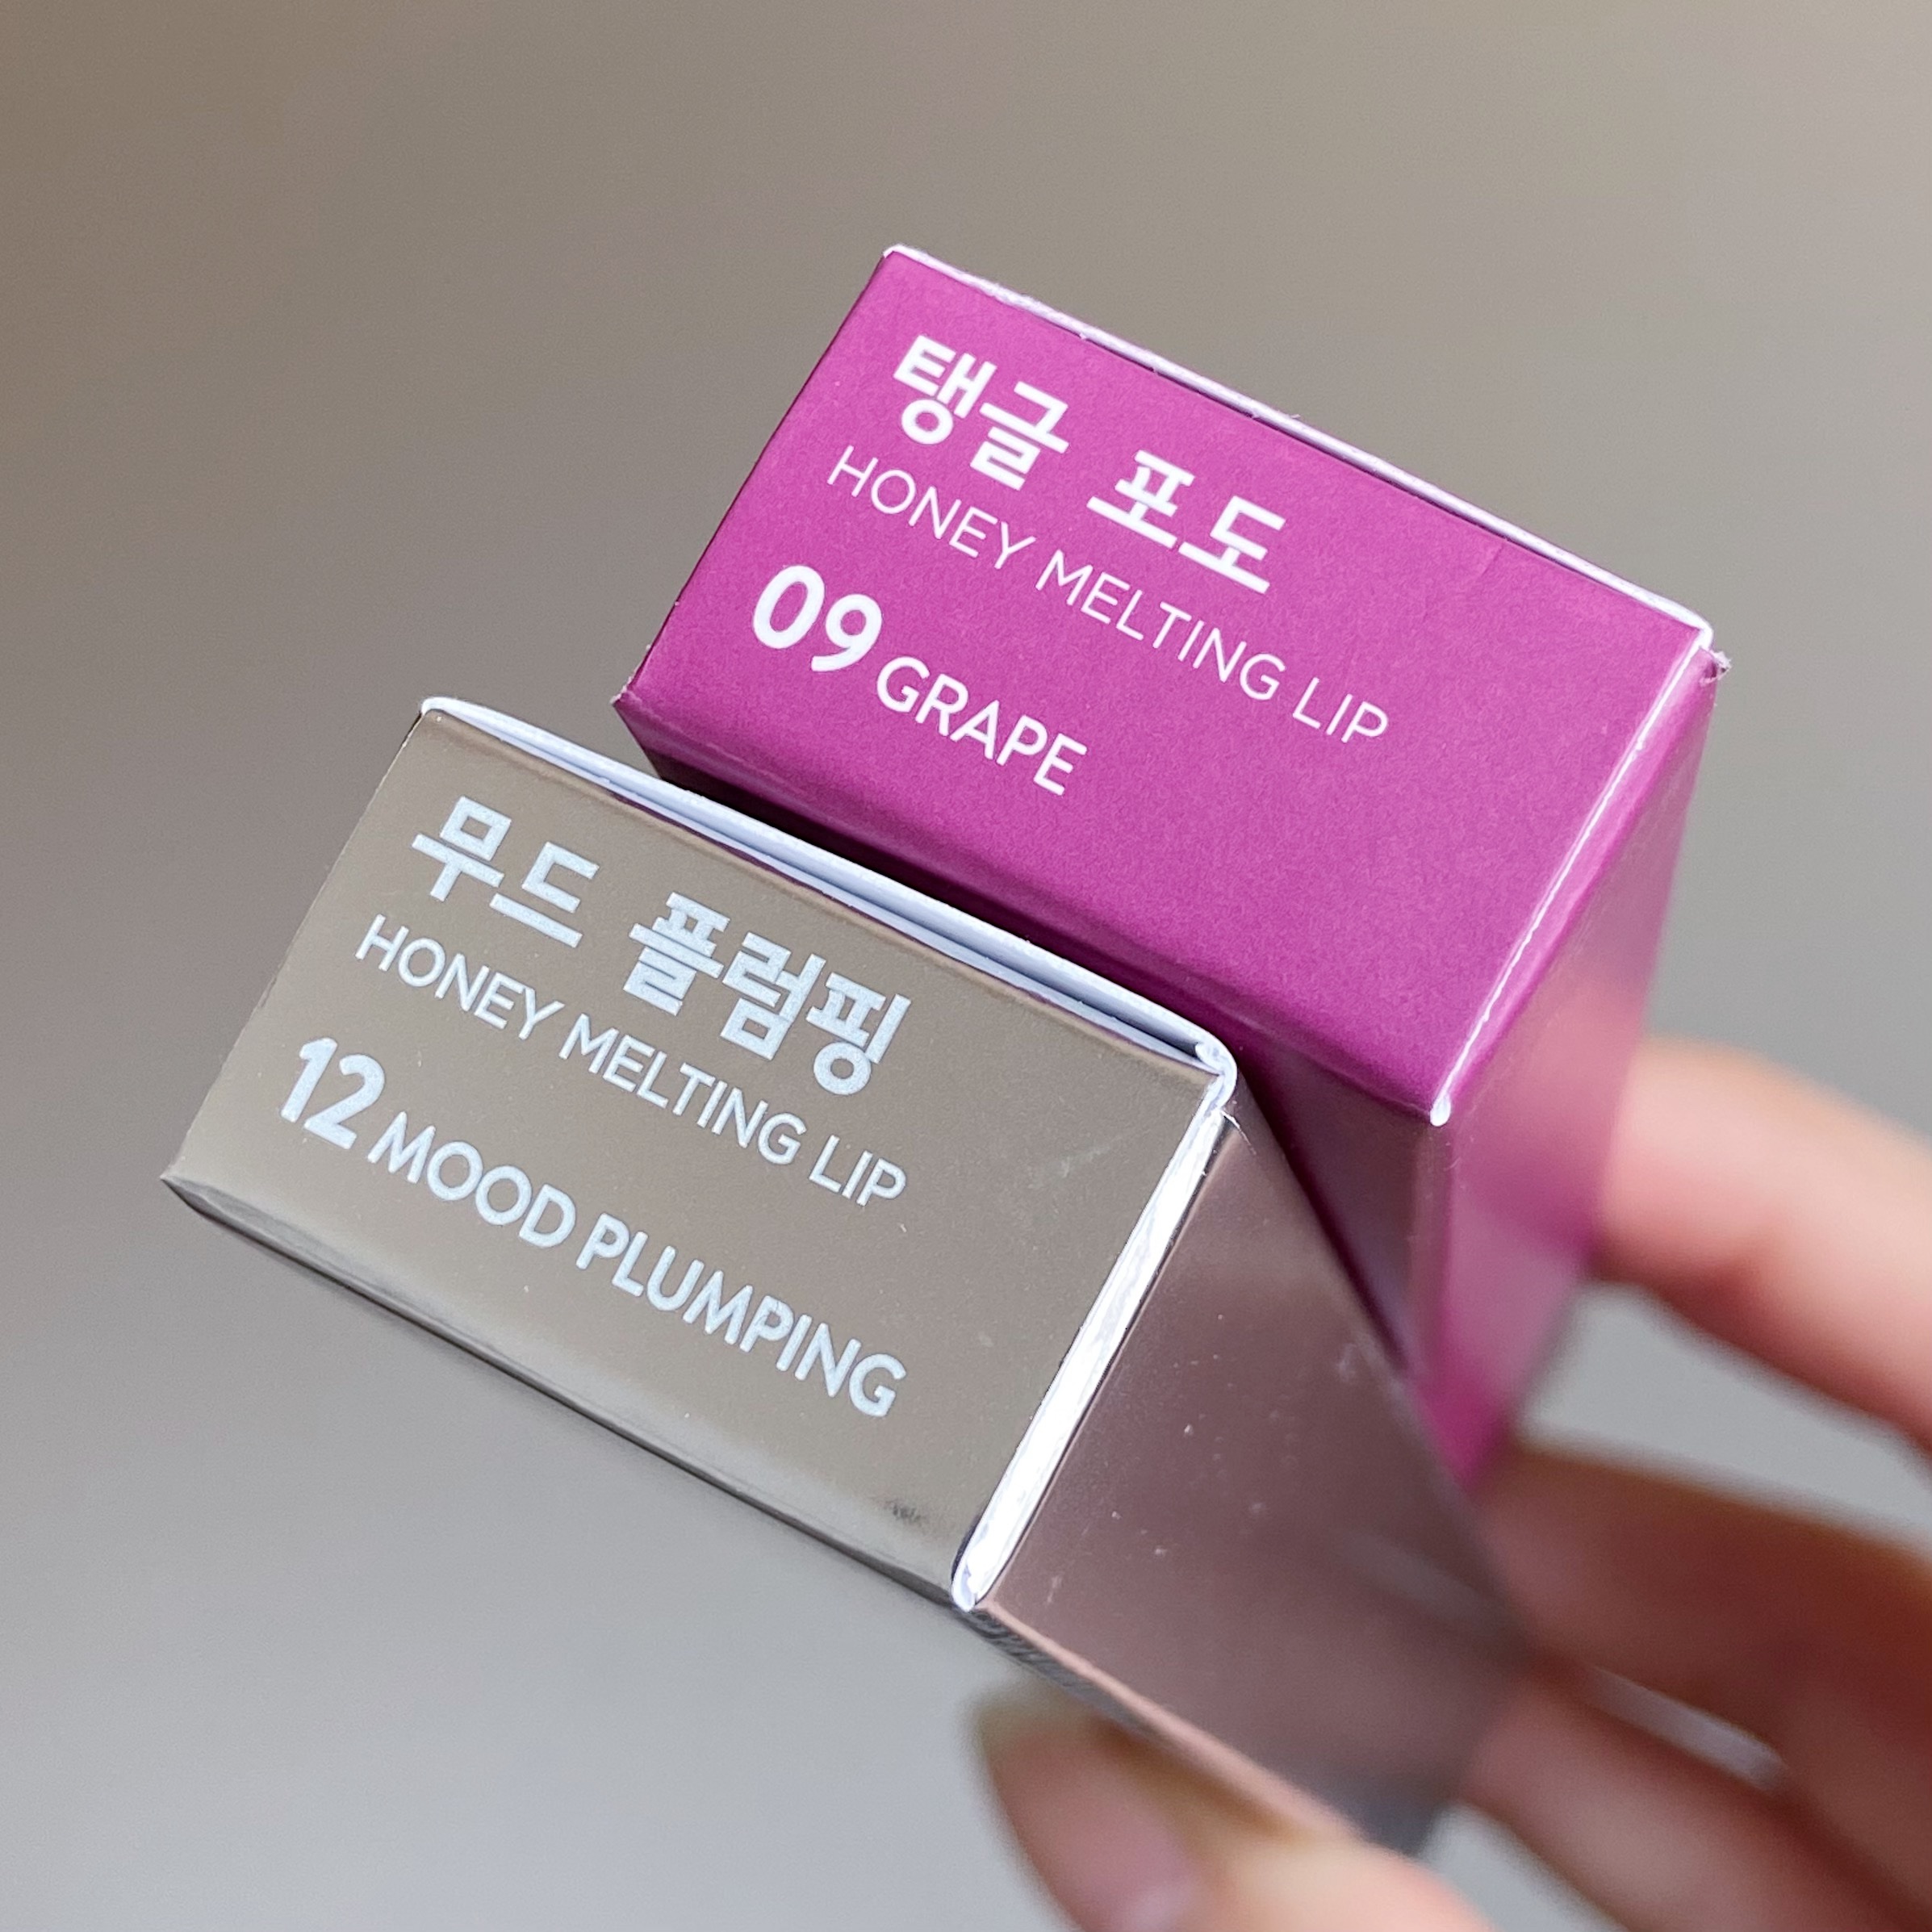 탱글 포도
HONEY MELTING LIP
09 GRAPE
무드 플럼핑
HONEY MELTING LIP
12 MOOD PLUMPING